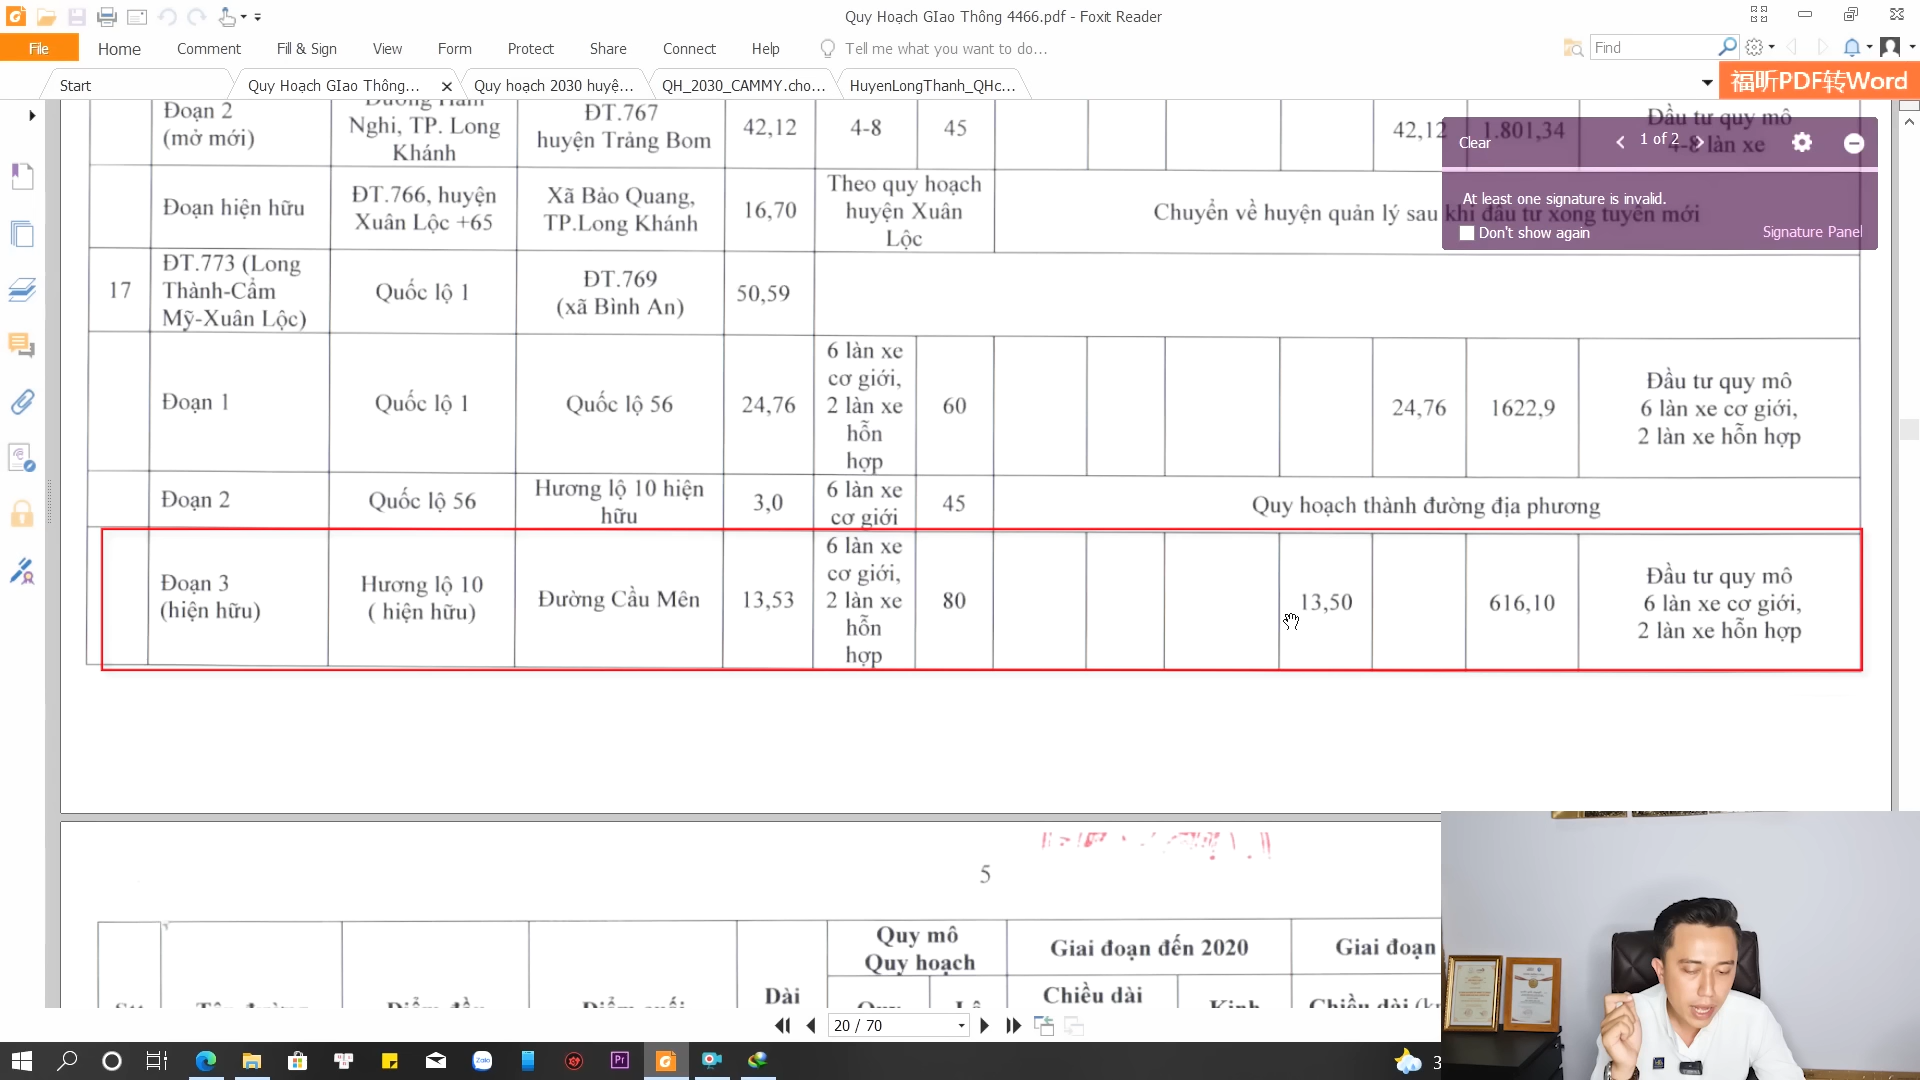 Quy Hoạch GIao Thông 4466.pdf - Foxit Reader
File Home Comment Fill & Sign View Form Protect Share Connect Help Tell me what you want to do... Find
Start Quy Hoạch GIao Thông... Quy hoạch 2030 huyệ... QH_2030_CAMMY.cho... HuyenLongThanh_QHc...
福昕PDF转Word
Clear 1 of 2
At least one signature is invalid.
Don't show again Signature Panel
Đoạn 2
(mở mới)
Nghi, TP. Long
Khánh
ĐT.767
huyện Trảng Bom
42,12 4-8 45 42,12 1.801,34
Đầu tư quy mô
4-8 làn xe
Đoạn hiện hữu
ĐT.766, huyện
Xuân Lộc +65
Xã Bảo Quang,
TP.Long Khánh
16,70
Theo quy hoạch
huyện Xuân
Lộc
Chuyển về huyện quản lý sau khi đầu tư xong tuyến mới
17
ĐT.773 (Long
Thành-Cẩm
Mỹ-Xuân Lộc)
Quốc lộ 1
ĐT.769
(xã Bình An)
50,59
Đoạn 1 Quốc lộ 1 Quốc lộ 56 24,76
6 làn xe
cơ giới,
2 làn xe
hỗn
hợp
60 24,76 1622,9
Đầu tư quy mô
6 làn xe cơ giới,
2 làn xe hỗn hợp
Đoạn 2 Quốc lộ 56
Hương lộ 10 hiện
hữu
3,0
6 làn xe
cơ giới
45 Quy hoạch thành đường địa phương
Đoạn 3
(hiện hữu)
Hương lộ 10
( hiện hữu)
Đường Cầu Mên 13,53
6 làn xe
cơ giới,
2 làn xe
hỗn
hợp
80 13,50 616,10
Đầu tư quy mô
6 làn xe cơ giới,
2 làn xe hỗn hợp
5
Quy mô
Quy hoạch
Giai đoạn đến 2020 Giai đoạn
Dài
Chiều dài
20 / 70
Zalo
Pr
3